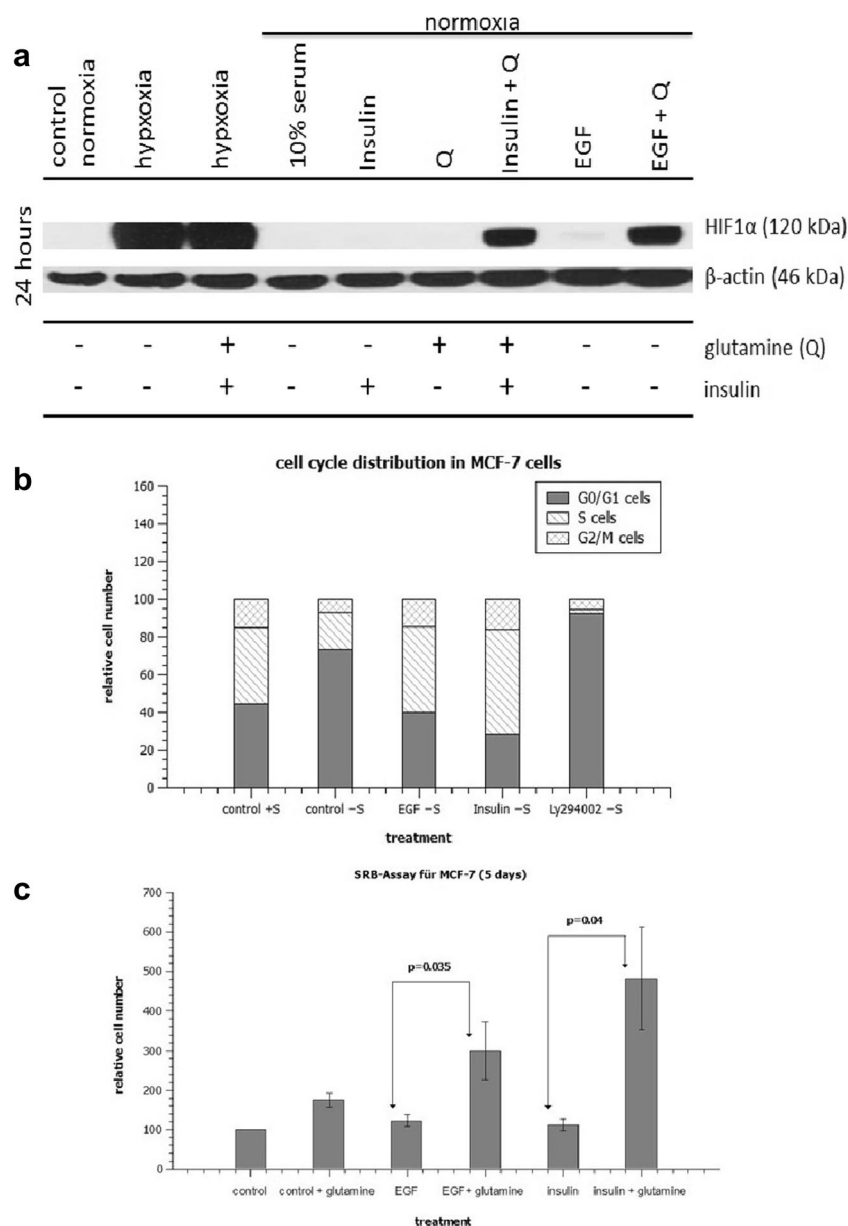 a
normoxia
control
normoxia
hypxoxia
hypxoxia
10% serum
Insulin
Q
Insulin + Q
EGF
EGF + Q
24 hours
HIF1α (120 kDa)
β-actin (46 kDa)
- - + - - + + - - glutamine (Q)
- - + - + - + - - insulin
b
cell cycle distribution in MCF-7 cells
160
140
120
100
80
60
40
20
0
relative cell number
G0/G1 cells
S cells
G2/M cells
control +S control −S EGF −S Insulin −S Ly294002 −S
treatment
c
SRB-Assay für MCF-7 (5 days)
700
600
500
400
300
200
100
0
relative cell number
p=0.035
p=0.04
control control + glutamine EGF EGF + glutamine insulin insulin + glutamine
treatment